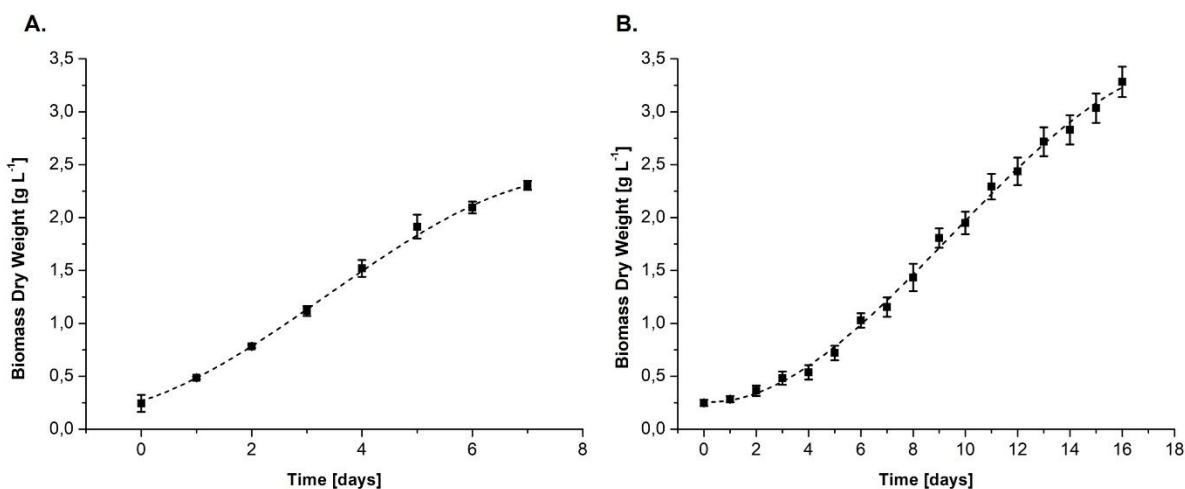 A.
3,5
3,0
2,5
2,0
1,5
1,0
0,5
0,0
Biomass Dry Weight [g L⁻¹]
0 2 4 6 8
Time [days]
B.
3,5
3,0
2,5
2,0
1,5
1,0
0,5
0,0
Biomass Dry Weight [g L⁻¹]
0 2 4 6 8 10 12 14 16 18
Time [days]